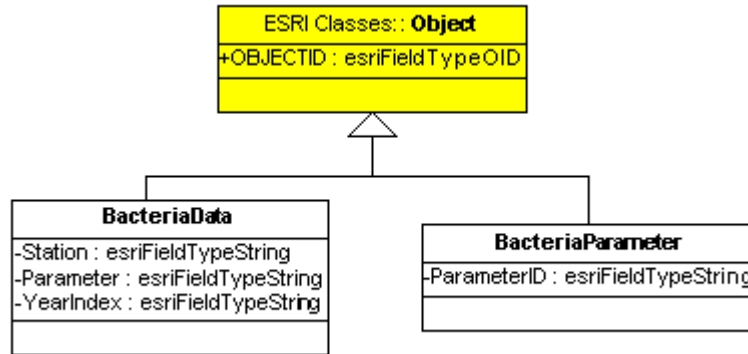 ESRI Classes:: Object
+OBJECTID : esriFieldTypeOID
BacteriaData
-Station : esriFieldTypeString
-Parameter : esriFieldTypeString
-YearIndex : esriFieldTypeString
BacteriaParameter
-ParameterID : esriFieldTypeString